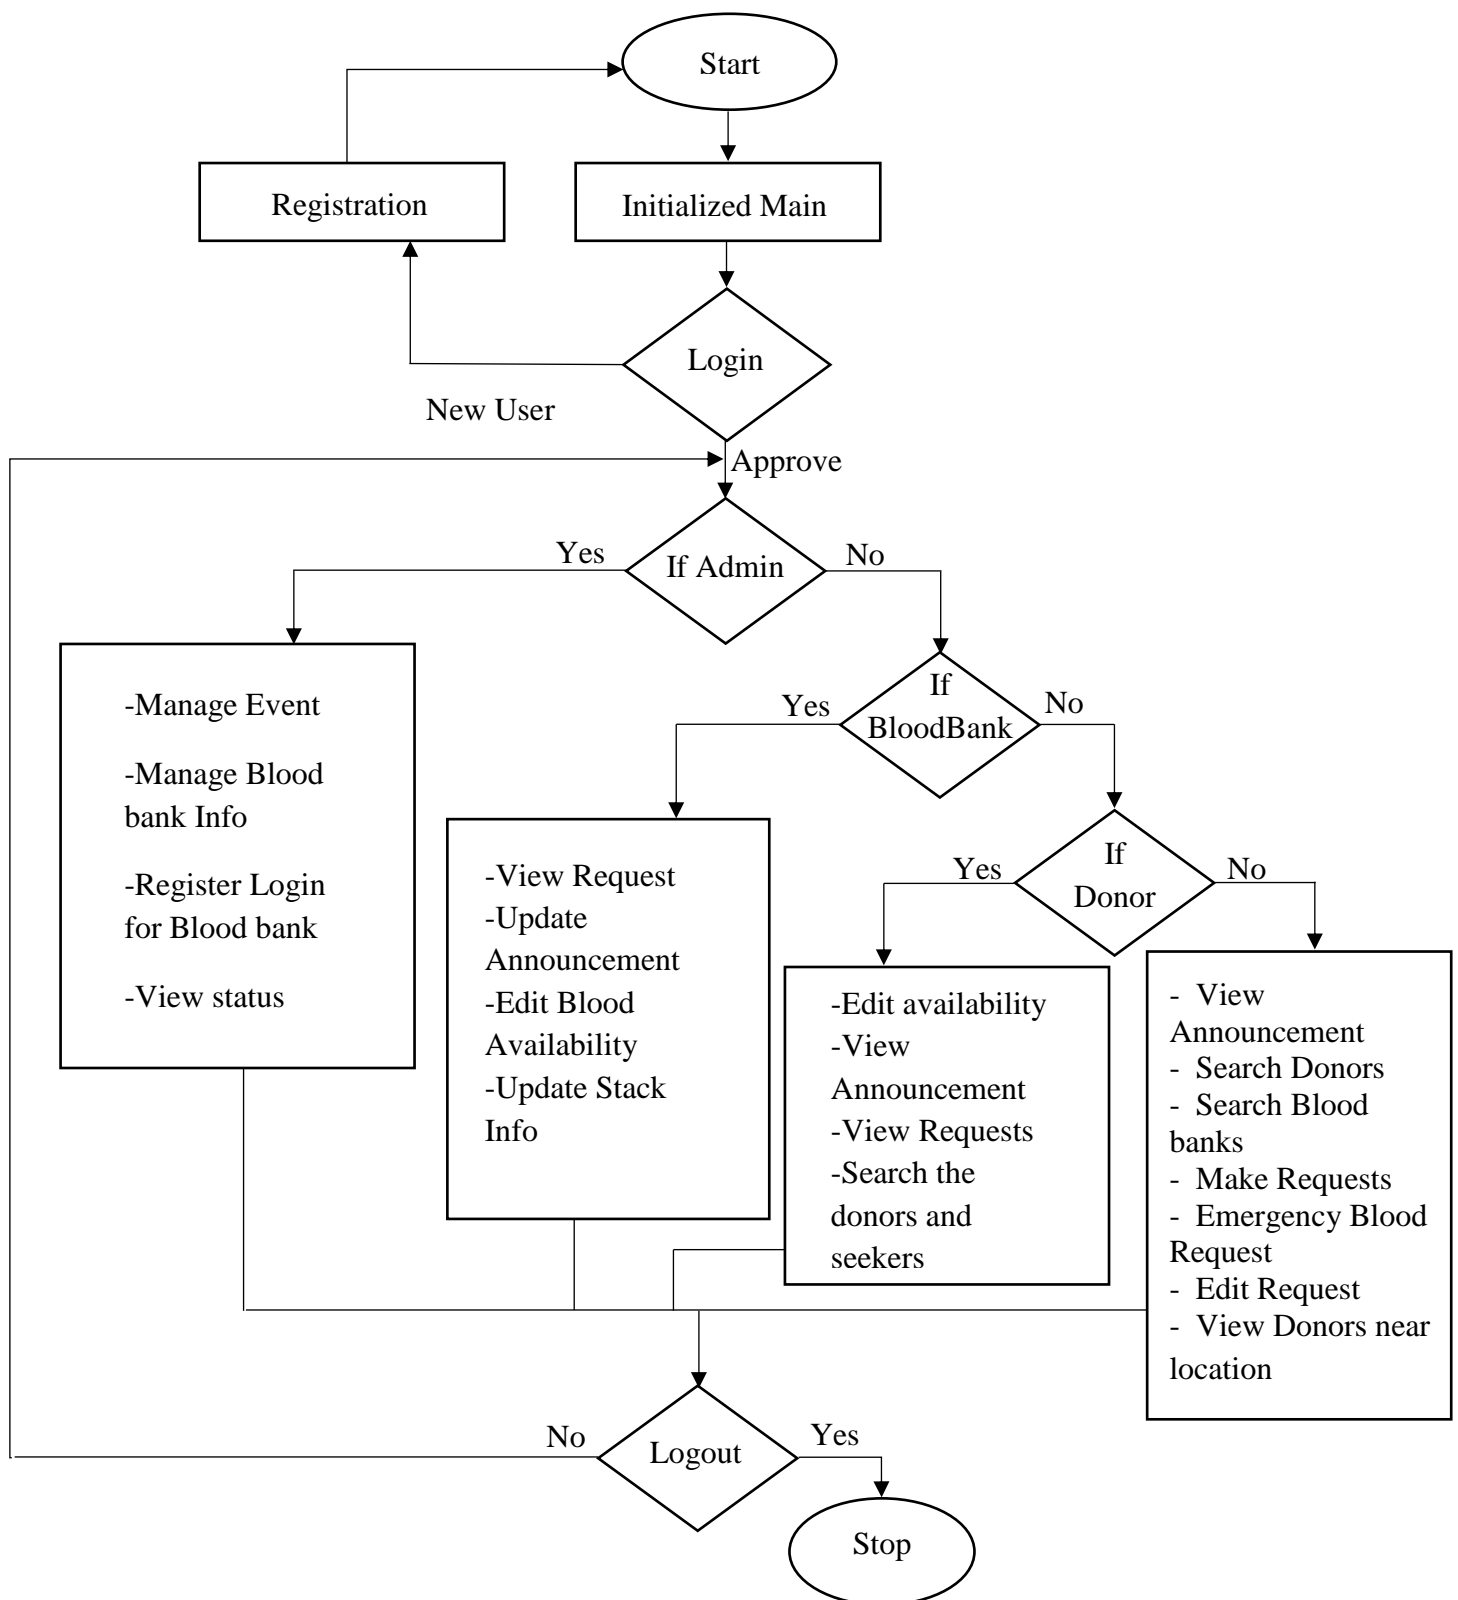 Start
Registration
Initialized Main
Login
New User
Approve
Yes
If Admin
No
-Manage Event
-Manage Blood
bank Info
-Register Login
for Blood bank
-View status
Yes
If
BloodBank
No
-View Request
-Update
Announcement
-Edit Blood
Availability
-Update Stack
Info
Yes
If
Donor
No
-Edit availability
-View
Announcement
-View Requests
-Search the
donors and
seekers
- View
Announcement
- Search Donors
- Search Blood
banks
- Make Requests
- Emergency Blood
Request
- Edit Request
- View Donors near
location
No
Logout
Yes
Stop